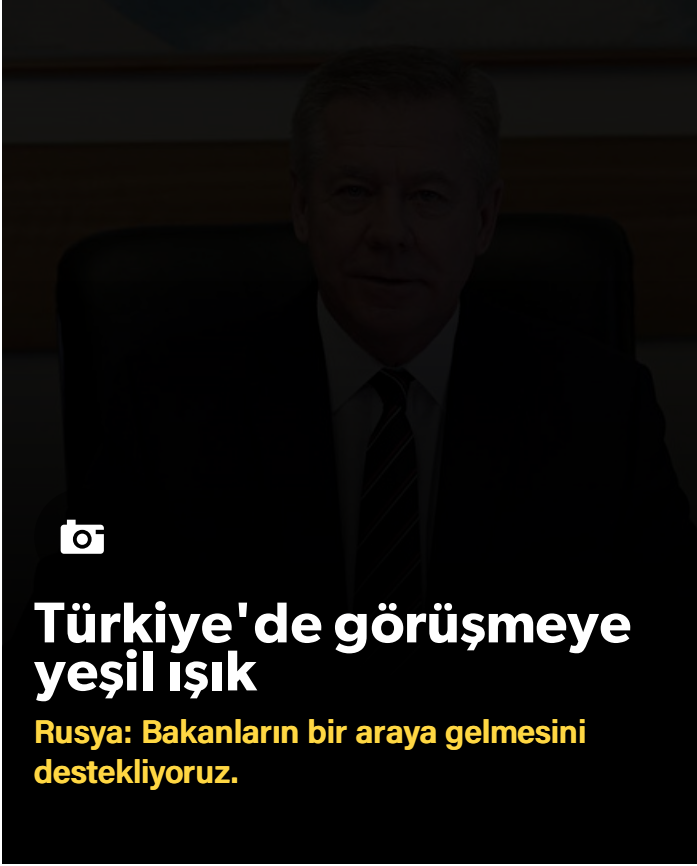 Türkiye'de görüşmeye
yeşil ışık
Rusya: Bakanların bir araya gelmesini
destekliyoruz.